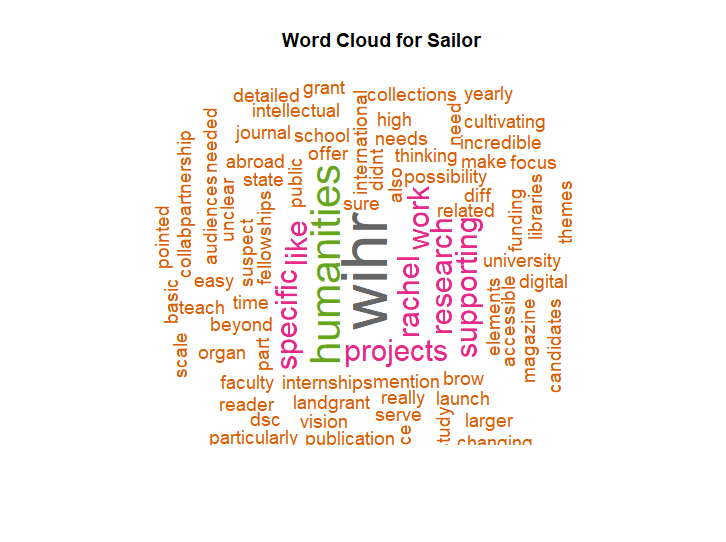 Word Cloud for Sailor
detailed
grant
collections
yearly
intellectual
international
high
need
cultivating
journal
school
needs
incredible
needed
partnership
collab
abroad
offer
didnt
thinking
make
focus
state
public
also
possibility
audiences
unclear
sure
diff
related
funding
libraries
themes
pointed
suspect
fellowships
like
humanities
wihr
work
research
supporting
university
basic
easy
specific
rachel
elements
accessible
digital
teach
time
beyond
magazine
candidates
scale
organ
part
projects
faculty
internships
mention
brow
reader
landgrant
really
launch
dsc
vision
serve
larger
particularly
publication
ce
changing